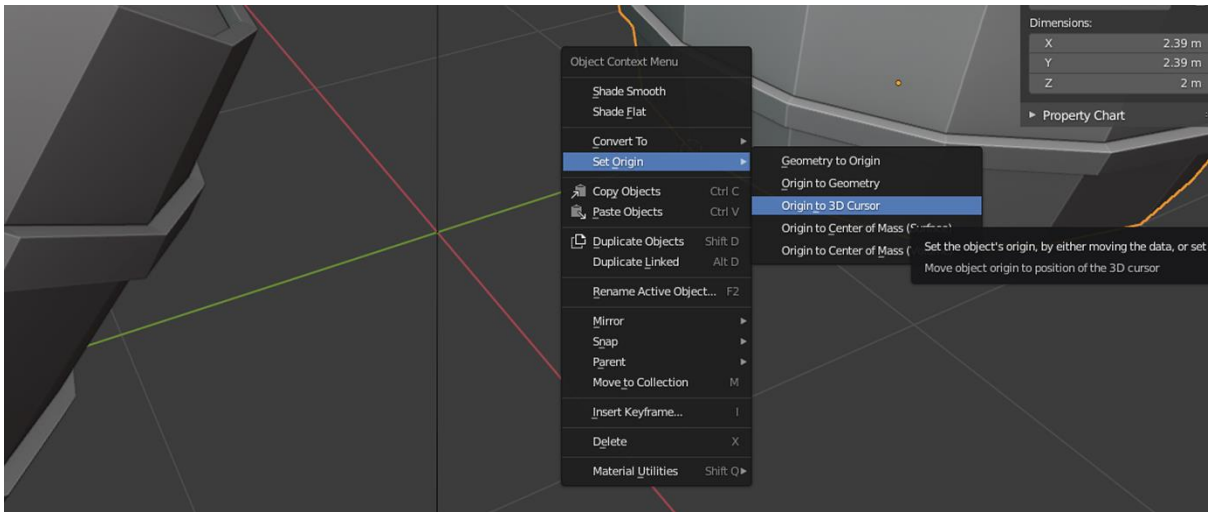 Dimensions:
X 2.39 m
Y 2.39 m
Z 2 m
Property Chart
Object Context Menu
Shade Smooth
Shade Flat
Convert To
Set Origin
Copy Objects Ctrl C
Paste Objects Ctrl V
Duplicate Objects Shift D
Duplicate Linked Alt D
Rename Active Object... F2
Mirror
Snap
Parent
Move to Collection M
Insert Keyframe... I
Delete X
Material Utilities Shift Q
Geometry to Origin
Origin to Geometry
Origin to 3D Cursor
Origin to Center of Mass (Surface)
Origin to Center of Mass (
Set the object's origin, by either moving the data, or set
Move object origin to position of the 3D cursor